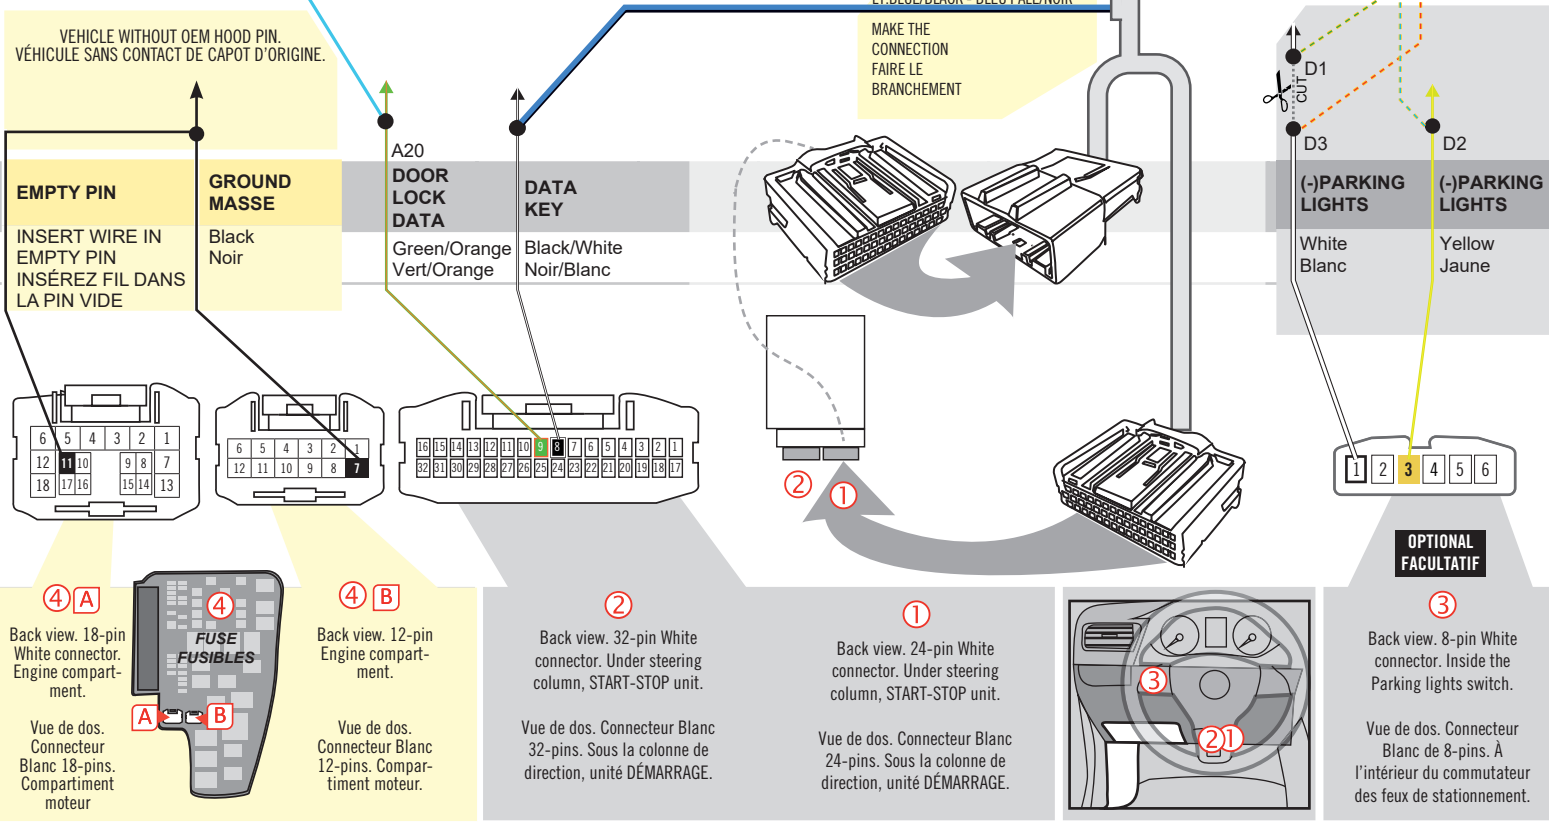 LT.BLUE/BLACK - BLEU PÂLE/NOIR
VEHICLE WITHOUT OEM HOOD PIN.
VÉHICULE SANS CONTACT DE CAPOT D'ORIGINE.
MAKE THE
CONNECTION
FAIRE LE
BRANCHEMENT
D1
CUT
D3
D2
A20
EMPTY PIN
GROUND
MASSE
DOOR
LOCK
DATA
DATA
KEY
(-)PARKING
LIGHTS
(-)PARKING
LIGHTS
INSERT WIRE IN
EMPTY PIN
INSÉREZ FIL DANS
LA PIN VIDE
Black
Noir
Green/Orange
Vert/Orange
Black/White
Noir/Blanc
White
Blanc
Yellow
Jaune
6 5 4 3 2 1
12 11 10 9 8 7
18 17 16 15 14 13
6 5 4 3 2 1
12 11 10 9 8 7
16 15 14 13 12 11 10 9 8 7 6 5 4 3 2 1
32 31 30 29 28 27 26 25 24 23 22 21 20 19 18 17
2
1
1 2 3 4 5 6
OPTIONAL
FACULTATIF
4 A
Back view. 18-pin
White connector.
Engine compart-
ment.
Vue de dos.
Connecteur
Blanc 18-pins.
Compartiment
moteur
4
FUSE
FUSIBLES
A
B
4 B
Back view. 12-pin
Engine compart-
ment.
Vue de dos.
Connecteur Blanc
12-pins. Compar-
timent moteur.
2
Back view. 32-pin White
connector. Under steering
column, START-STOP unit.
Vue de dos. Connecteur Blanc
32-pins. Sous la colonne de
direction, unité DÉMARRAGE.
1
Back view. 24-pin White
connector. Under steering
column, START-STOP unit.
Vue de dos. Connecteur Blanc
24-pins. Sous la colonne de
direction, unité DÉMARRAGE.
3
2 1
3
Back view. 8-pin White
connector. Inside the
Parking lights switch.
Vue de dos. Connecteur
Blanc de 8-pins. À
l'intérieur du commutateur
des feux de stationnement.